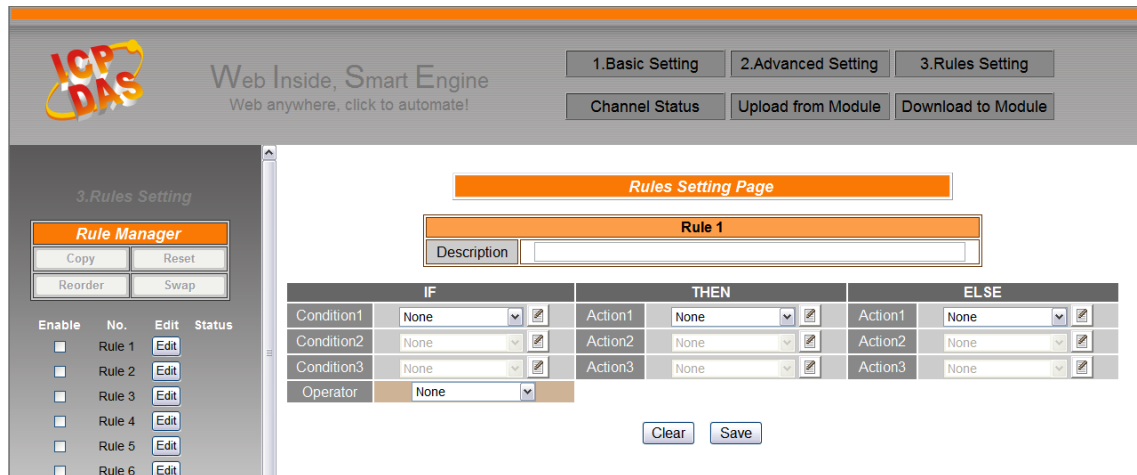 ICP
DAS
Web Inside, Smart Engine
Web anywhere, click to automate!
1.Basic Setting
2.Advanced Setting
3.Rules Setting
Channel Status
Upload from Module
Download to Module
3.Rules Setting
Rule Manager
Copy Reset
Reorder Swap
Enable No. Edit Status
Rule 1 Edit
Rule 2 Edit
Rule 3 Edit
Rule 4 Edit
Rule 5 Edit
Rule 6 Edit
Rules Setting Page
Rule 1
Description
IF THEN ELSE
Condition1 None Action1 None Action1 None
Condition2 None Action2 None Action2 None
Condition3 None Action3 None Action3 None
Operator None
Clear Save